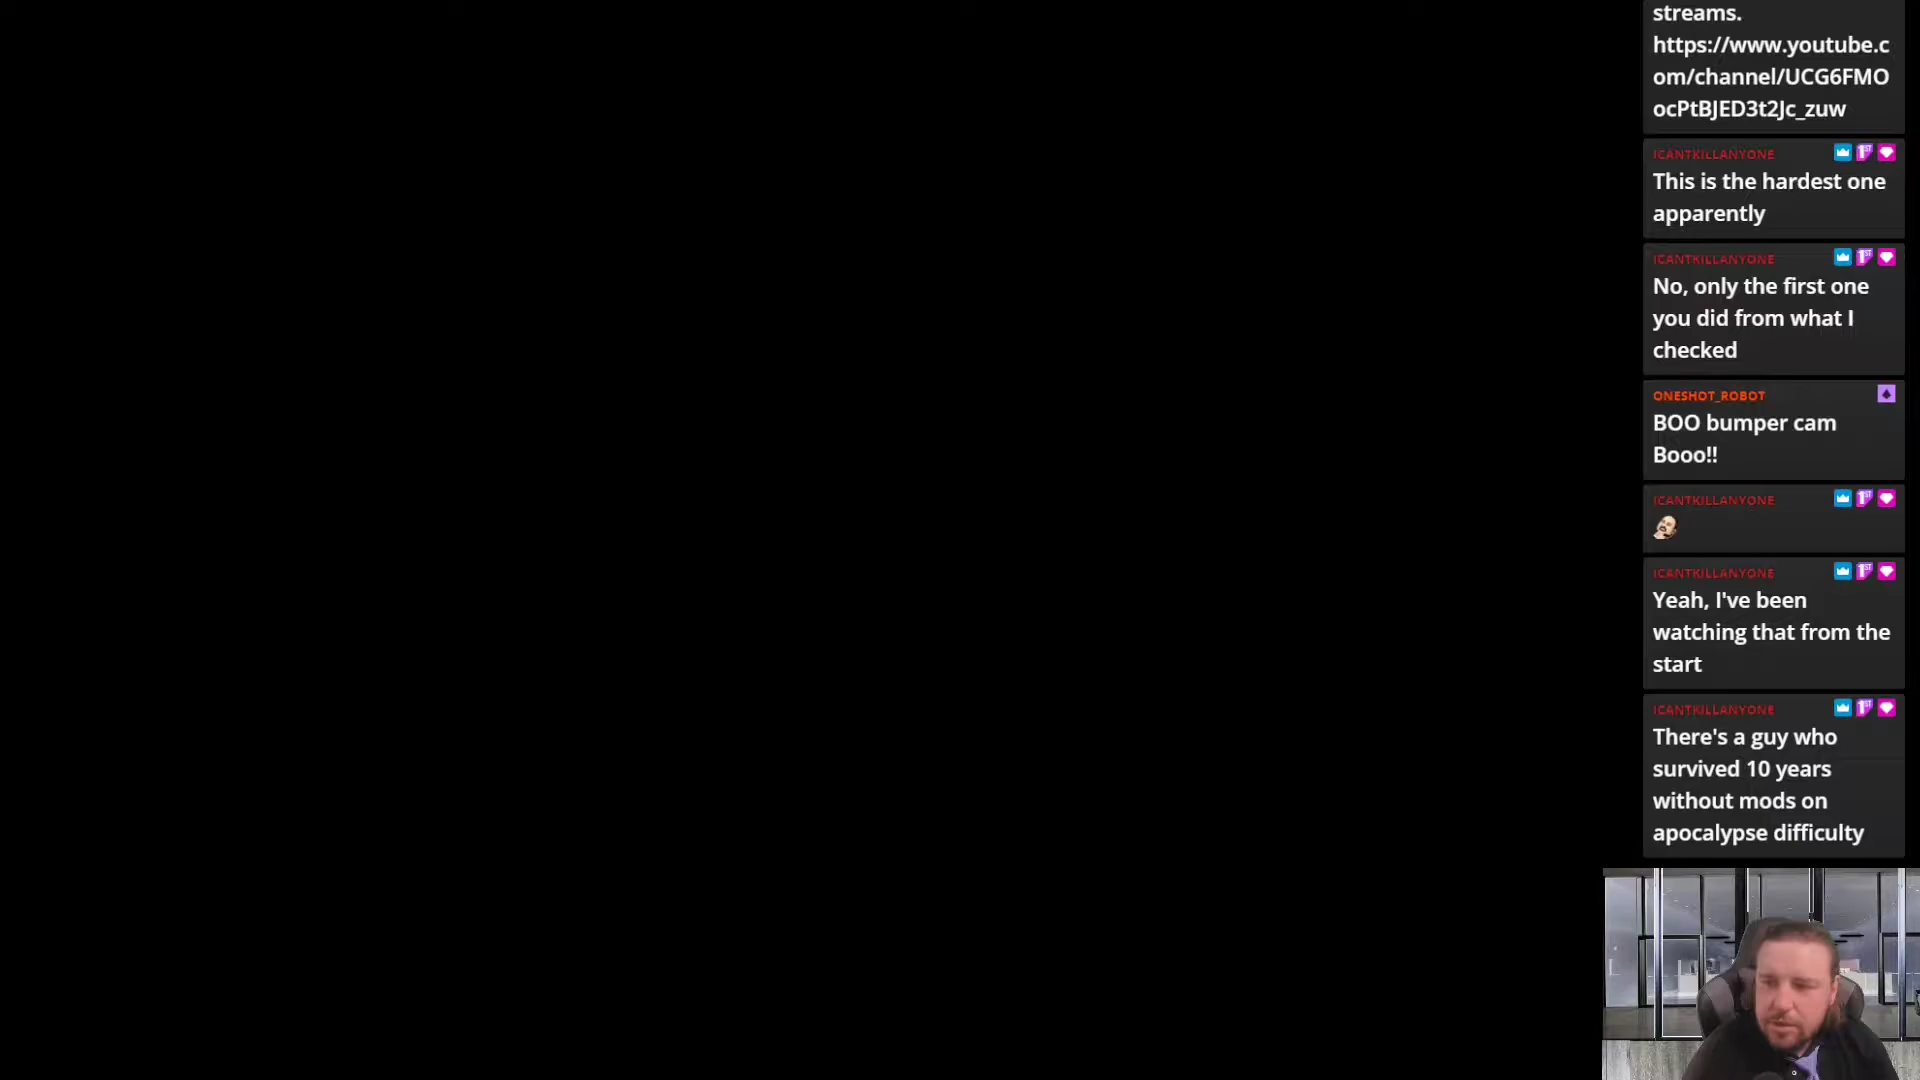 streams.
https://www.youtube.c
om/channel/UCG6FMO
ocPtBJED3t2Jc_zuw
ICANTKILLANYONE
This is the hardest one
apparently
ICANTKILLANYONE
No, only the first one
you did from what I
checked
ONESHOT_ROBOT
BOO bumper cam
Booo!!
ICANTKILLANYONE
ICANTKILLANYONE
Yeah, I've been
watching that from the
start
ICANTKILLANYONE
There's a guy who
survived 10 years
without mods on
apocalypse difficulty